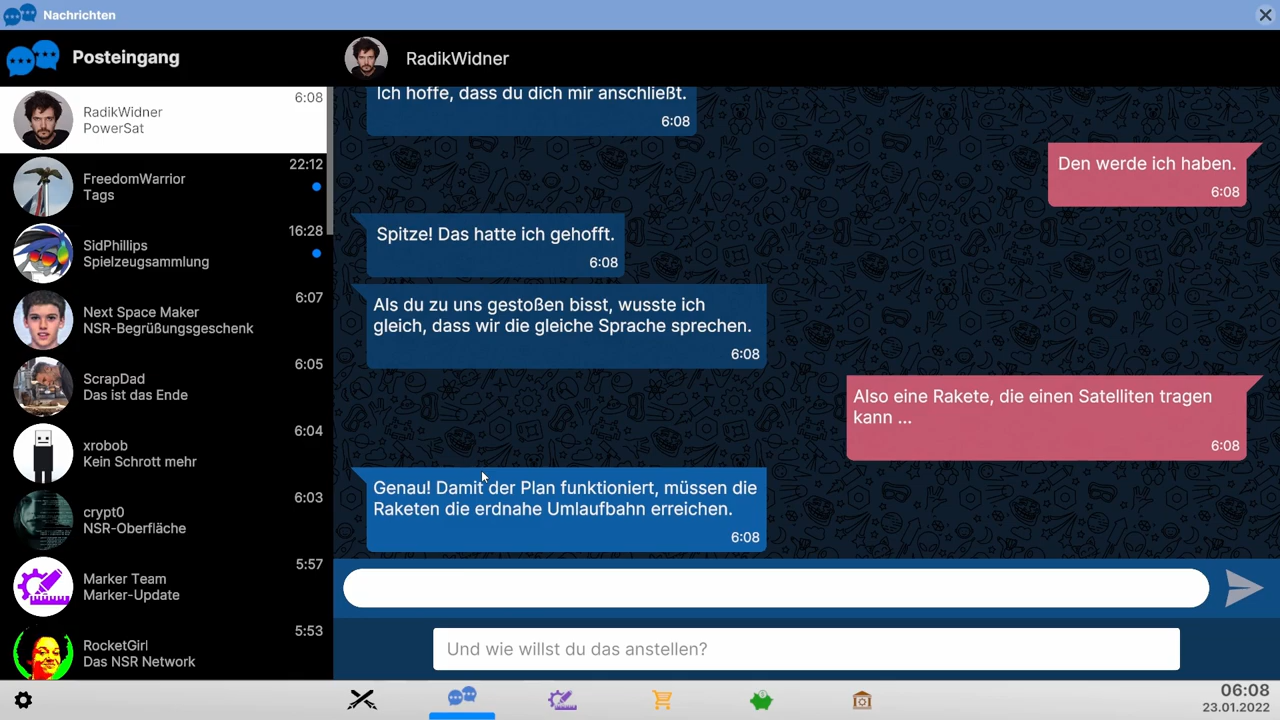 Nachrichten
Posteingang
RadikWidner
6:08
RadikWidner
PowerSat
22:12
FreedomWarrior
Tags
16:28
SidPhillips
Spielzeugsammlung
6:07
Next Space Maker
NSR-Begrüßungsgeschenk
6:05
ScrapDad
Das ist das Ende
6:04
xrobob
Kein Schrott mehr
6:03
crypt0
NSR-Oberfläche
5:57
Marker Team
Marker-Update
5:53
RocketGirl
Das NSR Network
Ich hoffe, dass du dich mir anschließt.
6:08
Den werde ich haben.
6:08
Spitze! Das hatte ich gehofft.
6:08
Als du zu uns gestoßen bisst, wusste ich
gleich, dass wir die gleiche Sprache sprechen.
6:08
Also eine Rakete, die einen Satelliten tragen
kann ...
6:08
Genau! Damit der Plan funktioniert, müssen die
Raketen die erdnahe Umlaufbahn erreichen.
6:08
Und wie willst du das anstellen?
06:08
23.01.2022